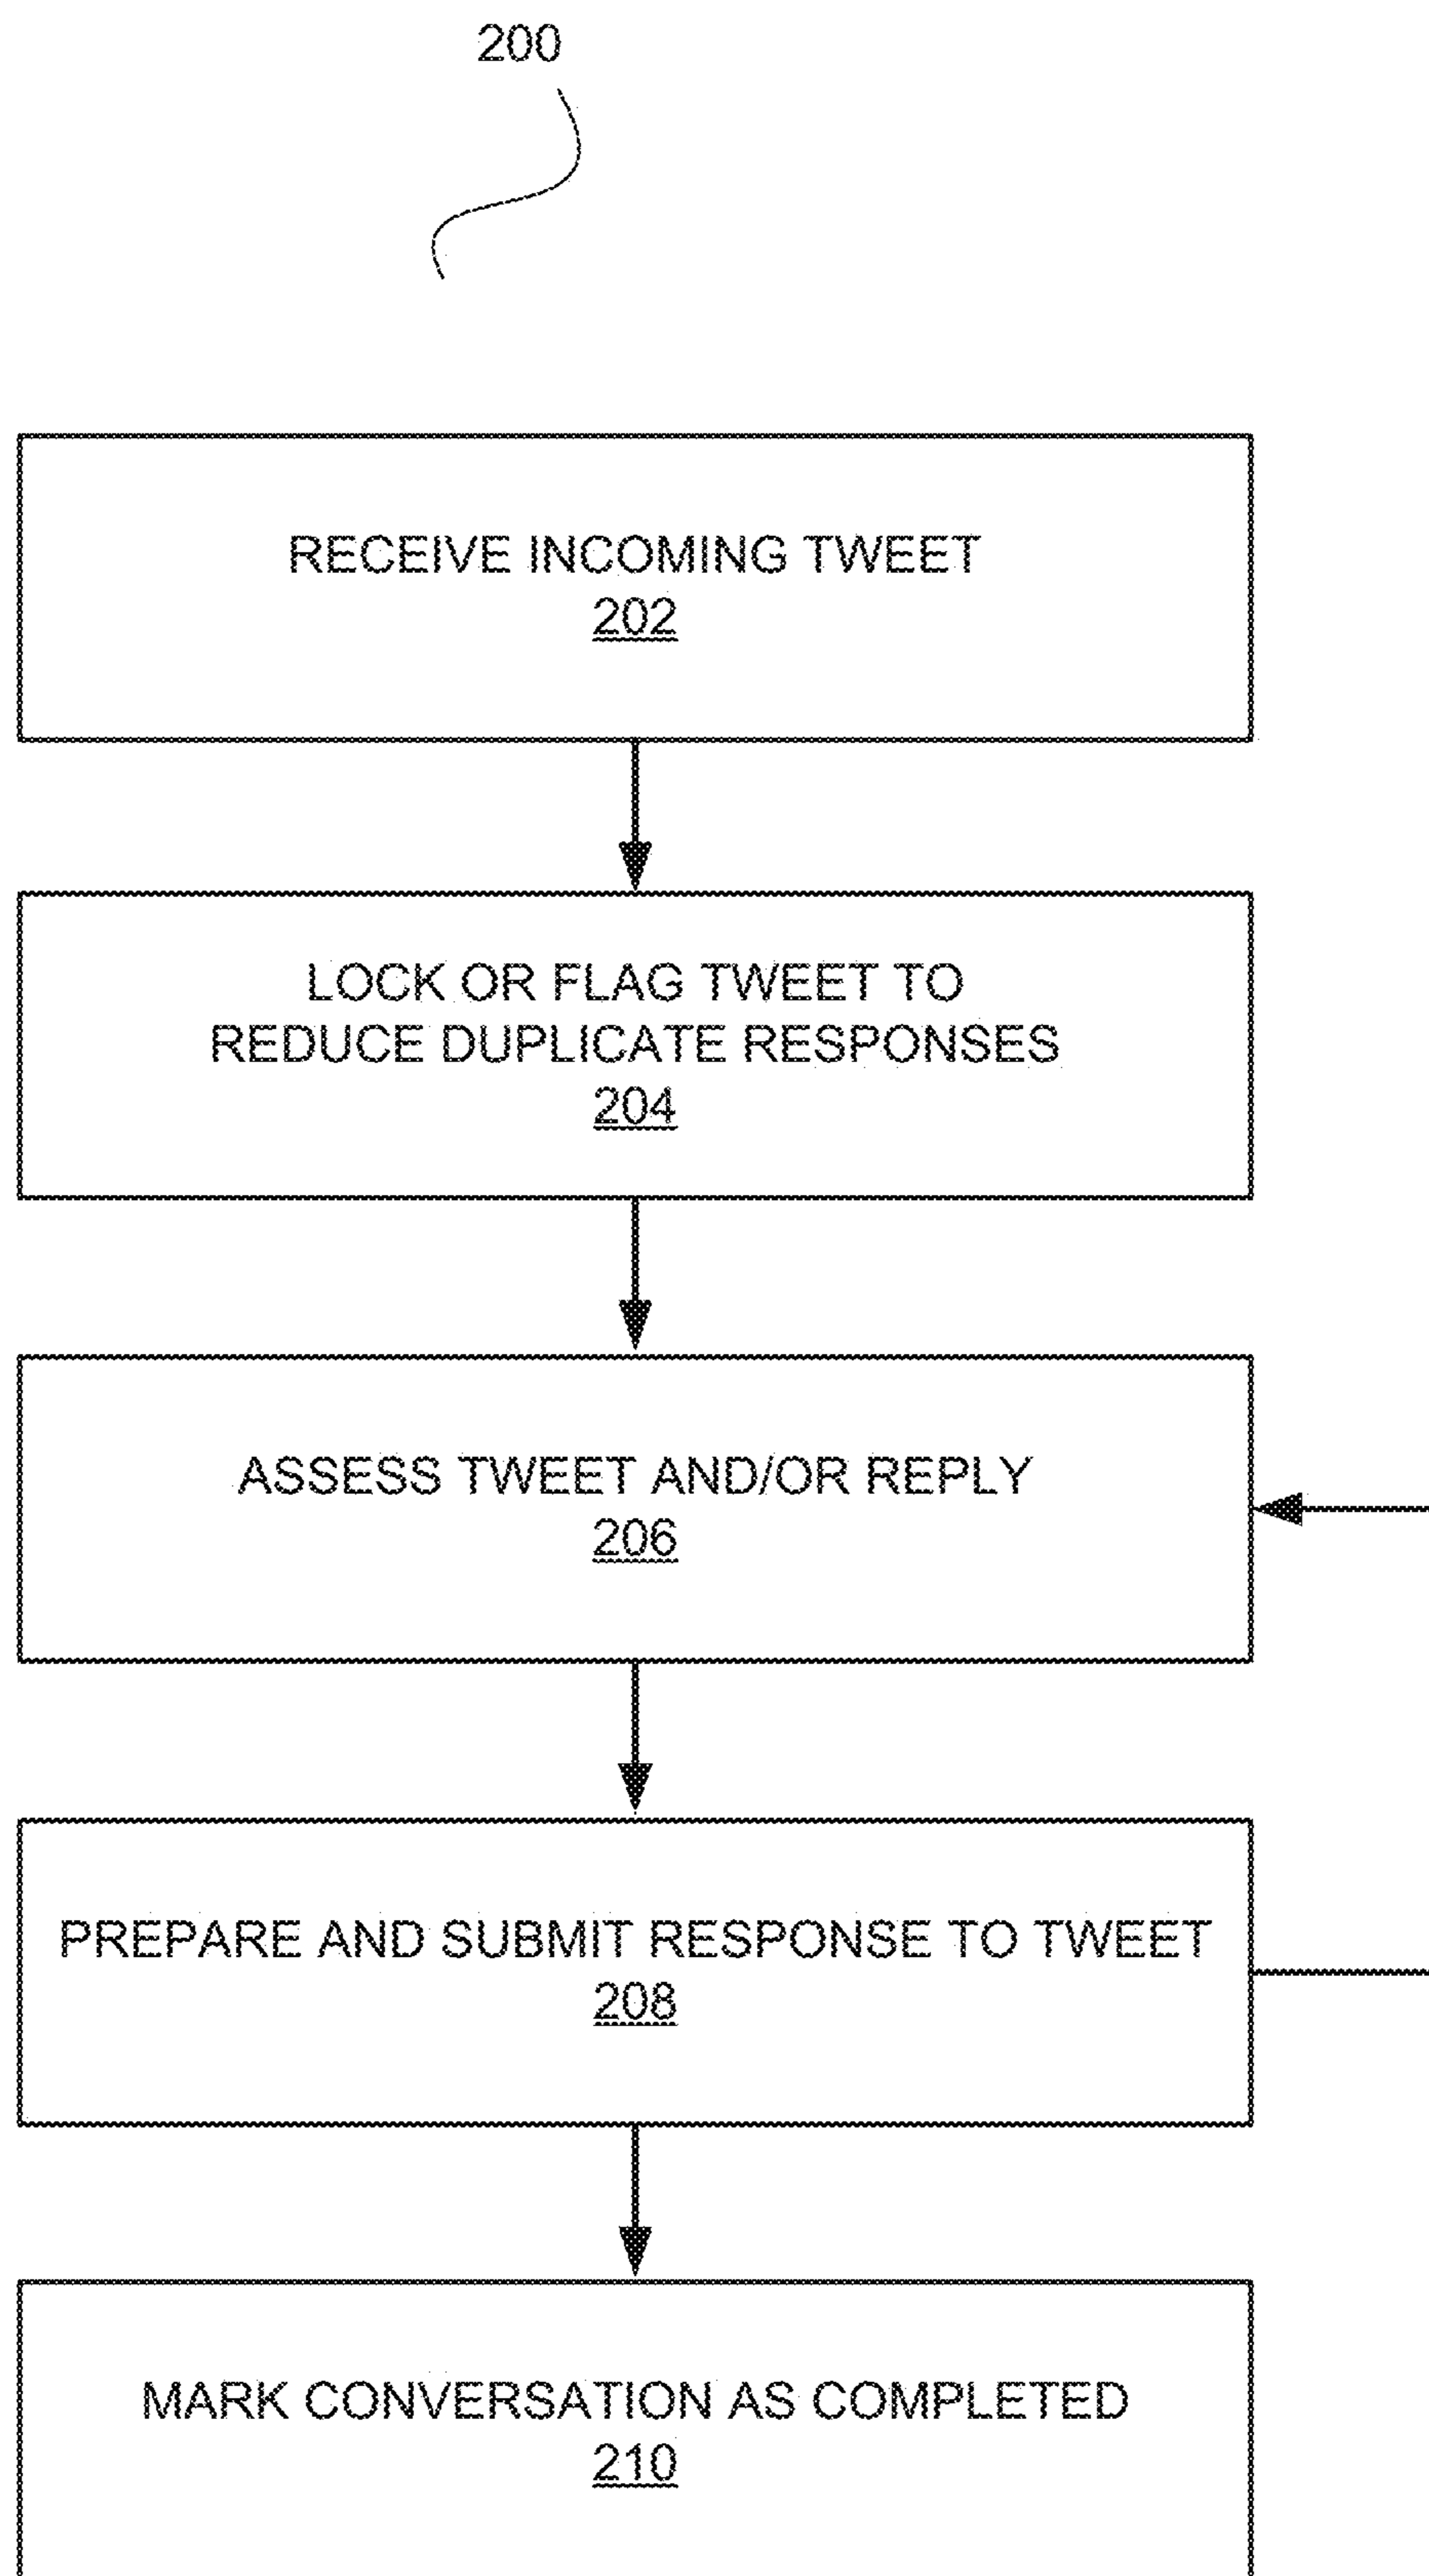 200
RECEIVE INCOMING TWEET
202
LOCK OR FLAG TWEET TO
REDUCE DUPLICATE RESPONSES
204
ASSESS TWEET AND/OR REPLY
206
PREPARE AND SUBMIT RESPONSE TO TWEET
208
MARK CONVERSATION AS COMPLETED
210